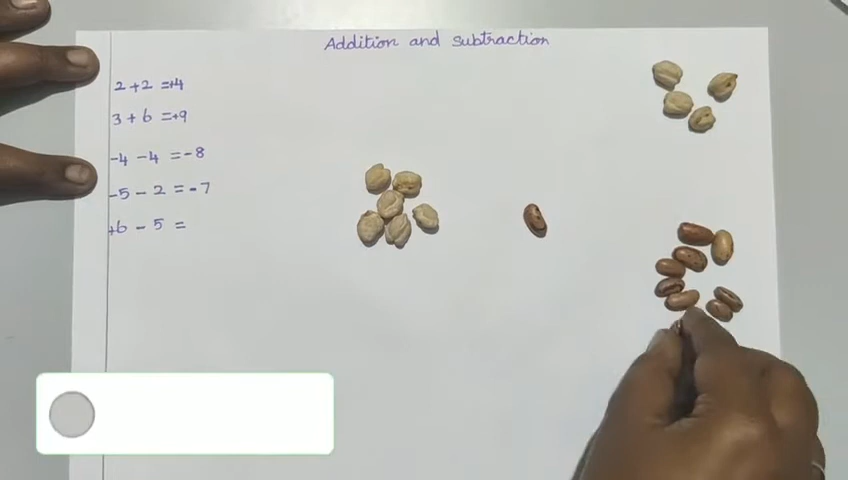 Addition and subtraction
2 + 2 = +4
3 + 6 = +9
-4 - 4 = - 8
-5 - 2 = - 7
+6 - 5 =